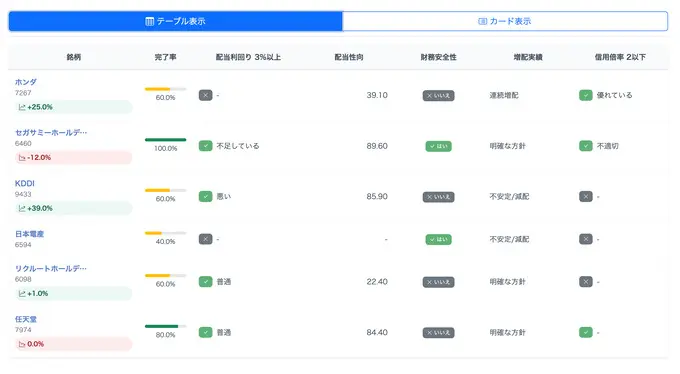 テーブル表示
カード表示
銘柄 完了率 配当利回り 3%以上 配当性向 財務安全性 増配実績 信用倍率 2以下
ホンダ
7267
+25.0%
60.0%
-
39.10
いいえ
連続増配
優れている
セガサミーホールデ…
6460
-12.0%
100.0%
不足している
89.60
はい
明確な方針
不適切
KDDI
9433
+39.0%
60.0%
悪い
85.90
いいえ
不安定/減配
-
日本電産
6594
40.0%
-
-
はい
不安定/減配
-
リクルートホールデ…
6098
+1.0%
60.0%
普通
22.40
いいえ
明確な方針
-
任天堂
7974
0.0%
80.0%
普通
84.40
いいえ
明確な方針
-